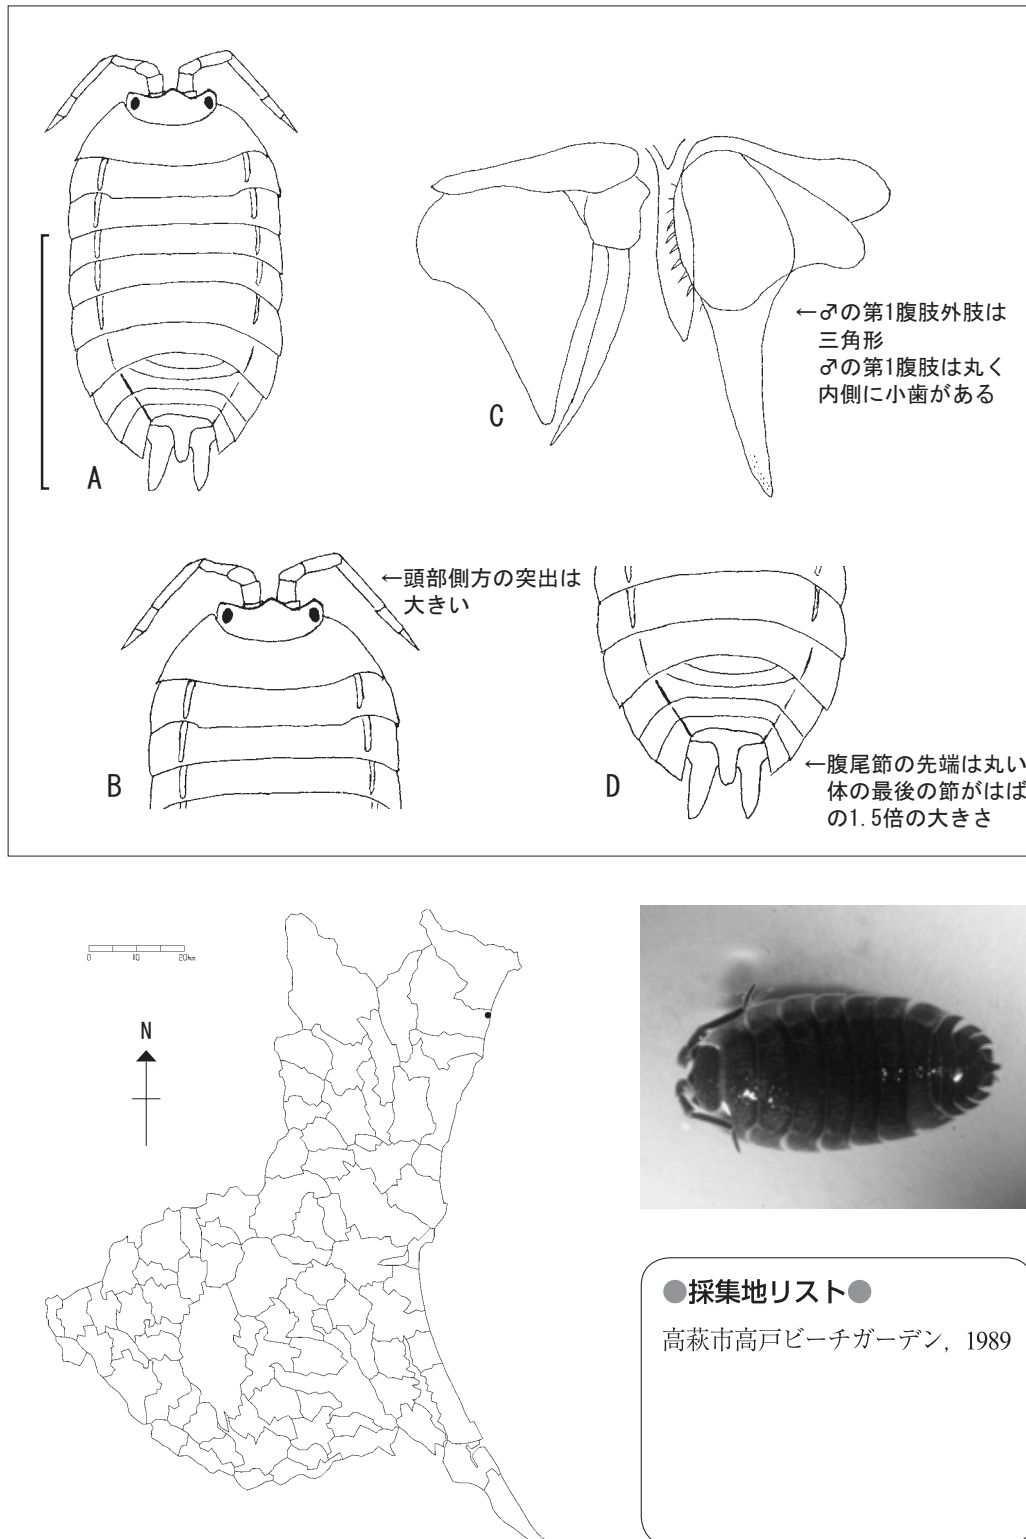 A
C
←♂の第1腹肢外肢は
三角形
♂の第1腹肢は丸く
内側に小歯がある
←頭部側方の突出は
大きい
B
D
←腹尾節の先端は丸い
体の最後の節がはば
の1.5倍の大きさ
0 10 20km
N
●採集地リスト●
高萩市高戸ビーチガーデン，1989